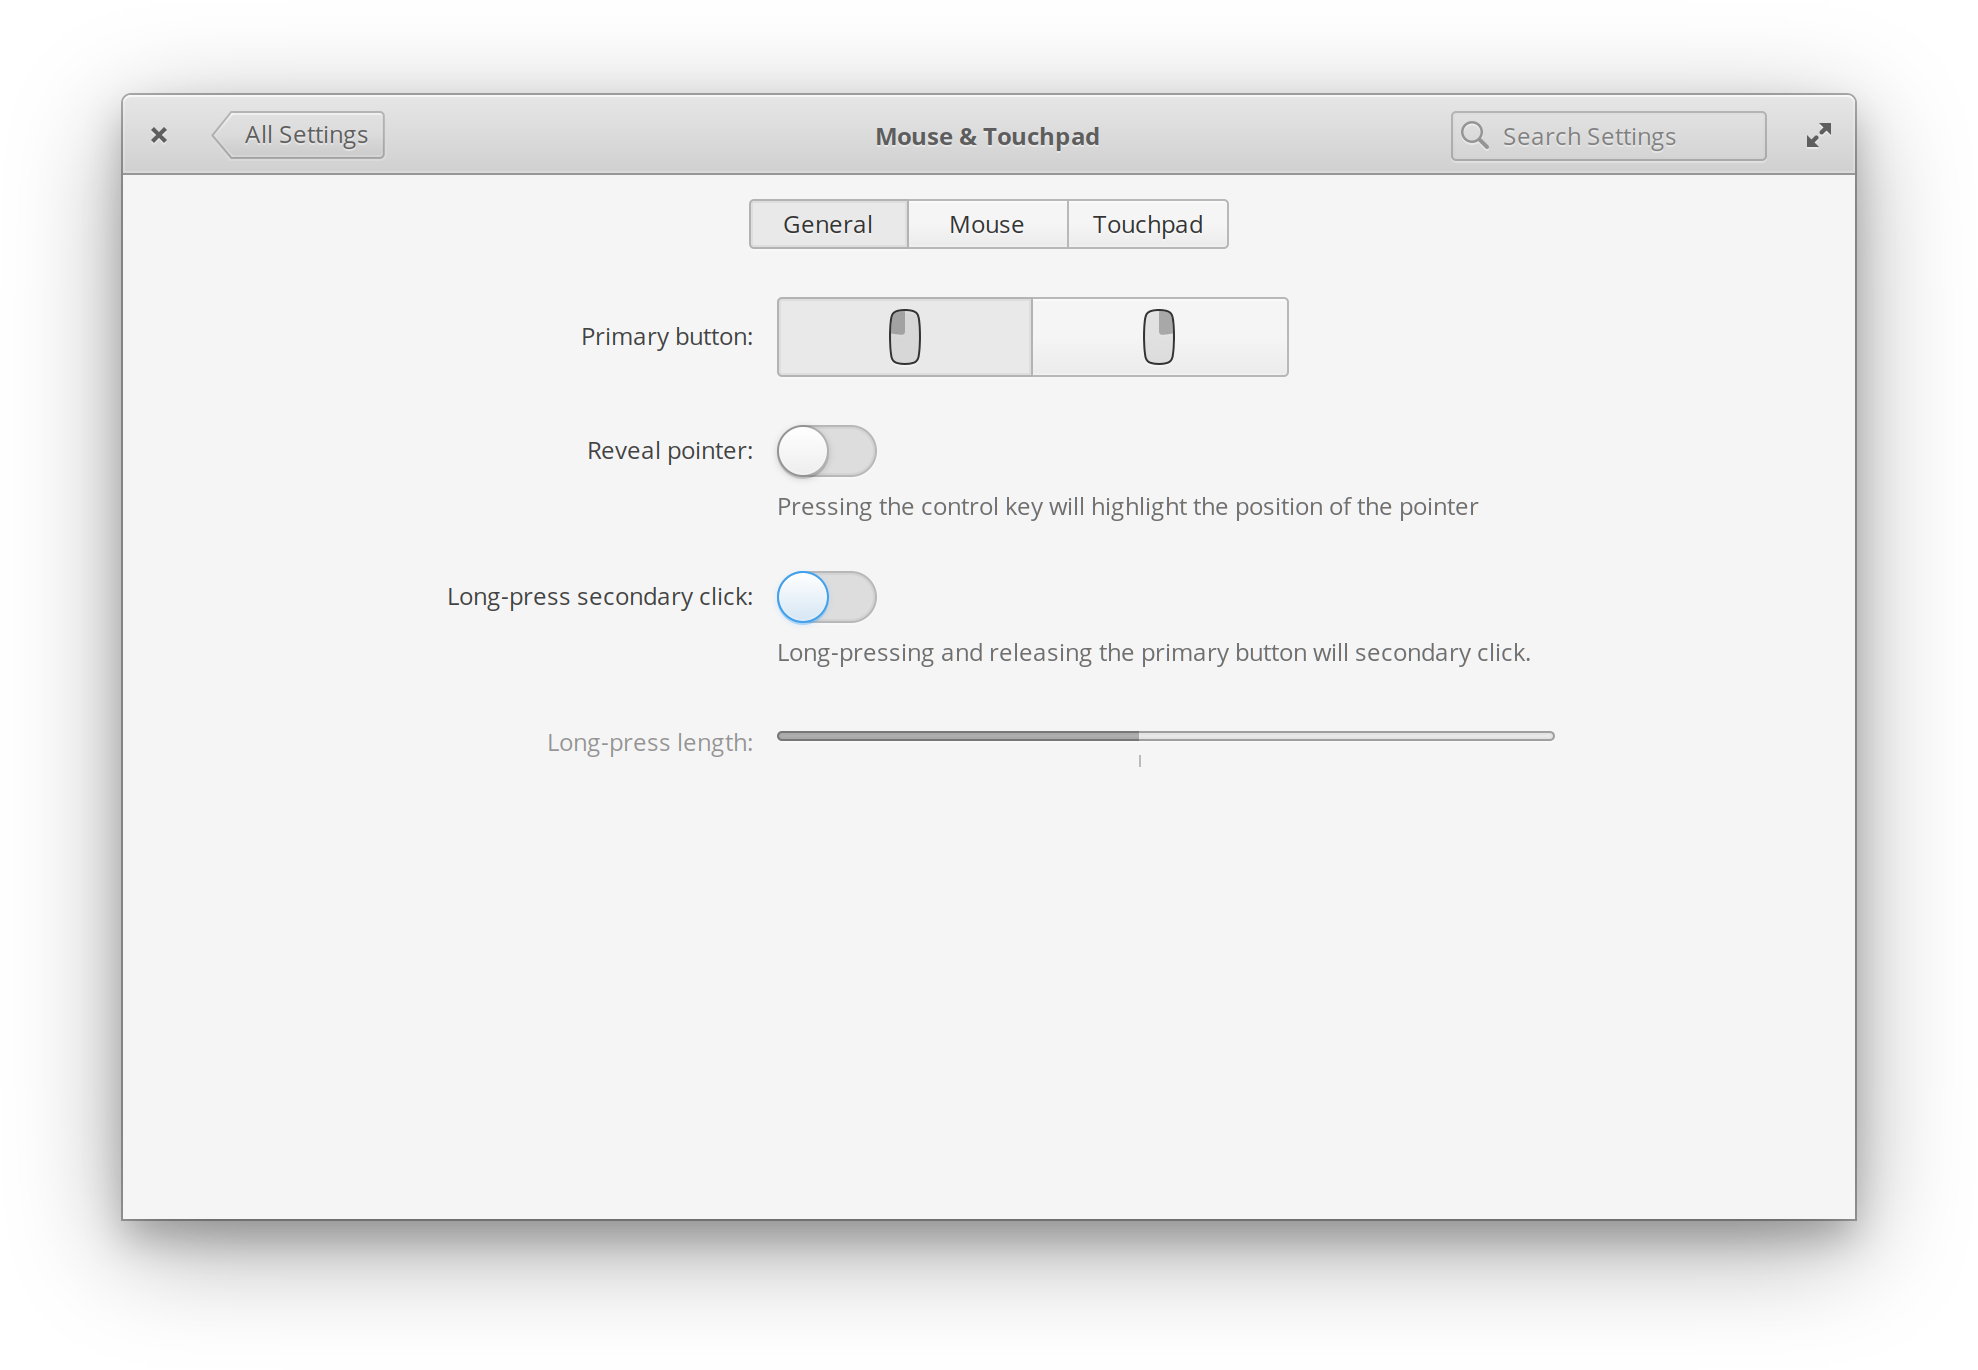 All Settings
Mouse & Touchpad
Search Settings
General
Mouse
Touchpad
Primary button:
Reveal pointer:
Pressing the control key will highlight the position of the pointer
Long-press secondary click:
Long-pressing and releasing the primary button will secondary click.
Long-press length: